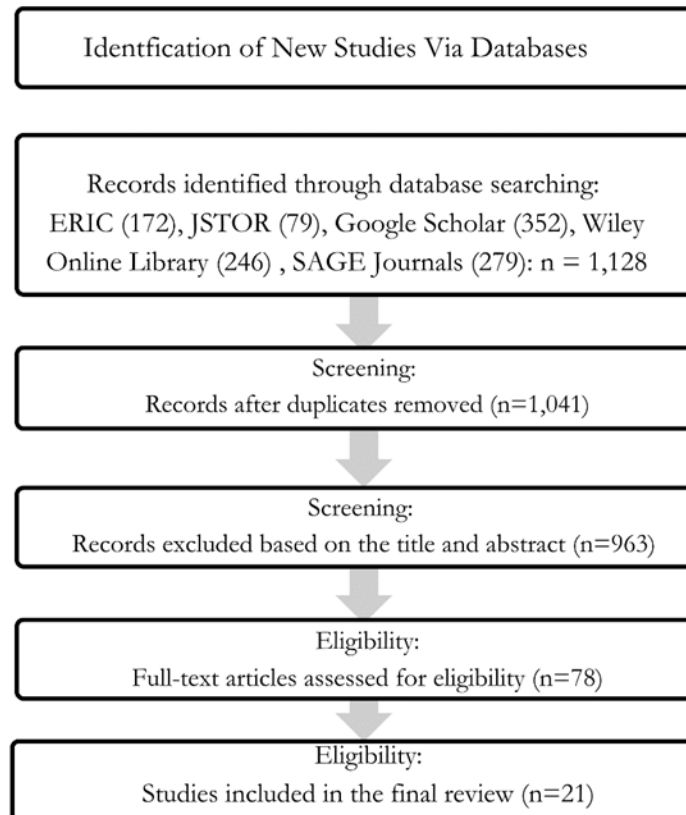 Identfication of New Studies Via Databases
Records identified through database searching:
ERIC (172), JSTOR (79), Google Scholar (352), Wiley
Online Library (246) , SAGE Journals (279): n = 1,128
Screening:
Records after duplicates removed (n=1,041)
Screening:
Records excluded based on the title and abstract (n=963)
Eligibility:
Full-text articles assessed for eligibility (n=78)
Eligibility:
Studies included in the final review (n=21)